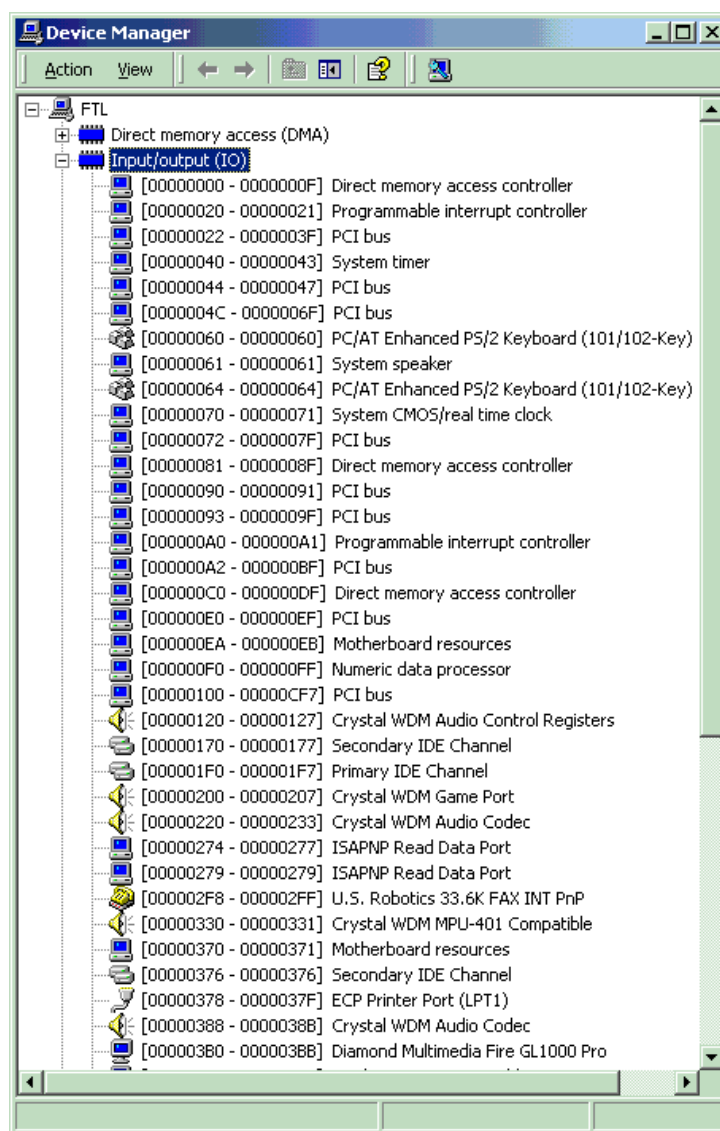 Device Manager
Action View
FTL
Direct memory access (DMA)
Input/output (IO)
[00000000 - 0000000F] Direct memory access controller
[00000020 - 00000021] Programmable interrupt controller
[00000022 - 0000003F] PCI bus
[00000040 - 00000043] System timer
[00000044 - 00000047] PCI bus
[0000004C - 0000006F] PCI bus
[00000060 - 00000060] PC/AT Enhanced PS/2 Keyboard (101/102-Key)
[00000061 - 00000061] System speaker
[00000064 - 00000064] PC/AT Enhanced PS/2 Keyboard (101/102-Key)
[00000070 - 00000071] System CMOS/real time clock
[00000072 - 0000007F] PCI bus
[00000081 - 0000008F] Direct memory access controller
[00000090 - 00000091] PCI bus
[00000093 - 0000009F] PCI bus
[000000A0 - 000000A1] Programmable interrupt controller
[000000A2 - 000000BF] PCI bus
[000000C0 - 000000DF] Direct memory access controller
[000000E0 - 000000EF] PCI bus
[000000EA - 000000EB] Motherboard resources
[000000F0 - 000000FF] Numeric data processor
[00000100 - 00000CF7] PCI bus
[00000120 - 00000127] Crystal WDM Audio Control Registers
[00000170 - 00000177] Secondary IDE Channel
[000001F0 - 000001F7] Primary IDE Channel
[00000200 - 00000207] Crystal WDM Game Port
[00000220 - 00000233] Crystal WDM Audio Codec
[00000274 - 00000277] ISAPNP Read Data Port
[00000279 - 00000279] ISAPNP Read Data Port
[000002F8 - 000002FF] U.S. Robotics 33.6K FAX INT PnP
[00000330 - 00000331] Crystal WDM MPU-401 Compatible
[00000370 - 00000371] Motherboard resources
[00000376 - 00000376] Secondary IDE Channel
[00000378 - 0000037F] ECP Printer Port (LPT1)
[00000388 - 0000038B] Crystal WDM Audio Codec
[000003B0 - 000003BB] Diamond Multimedia Fire GL1000 Pro